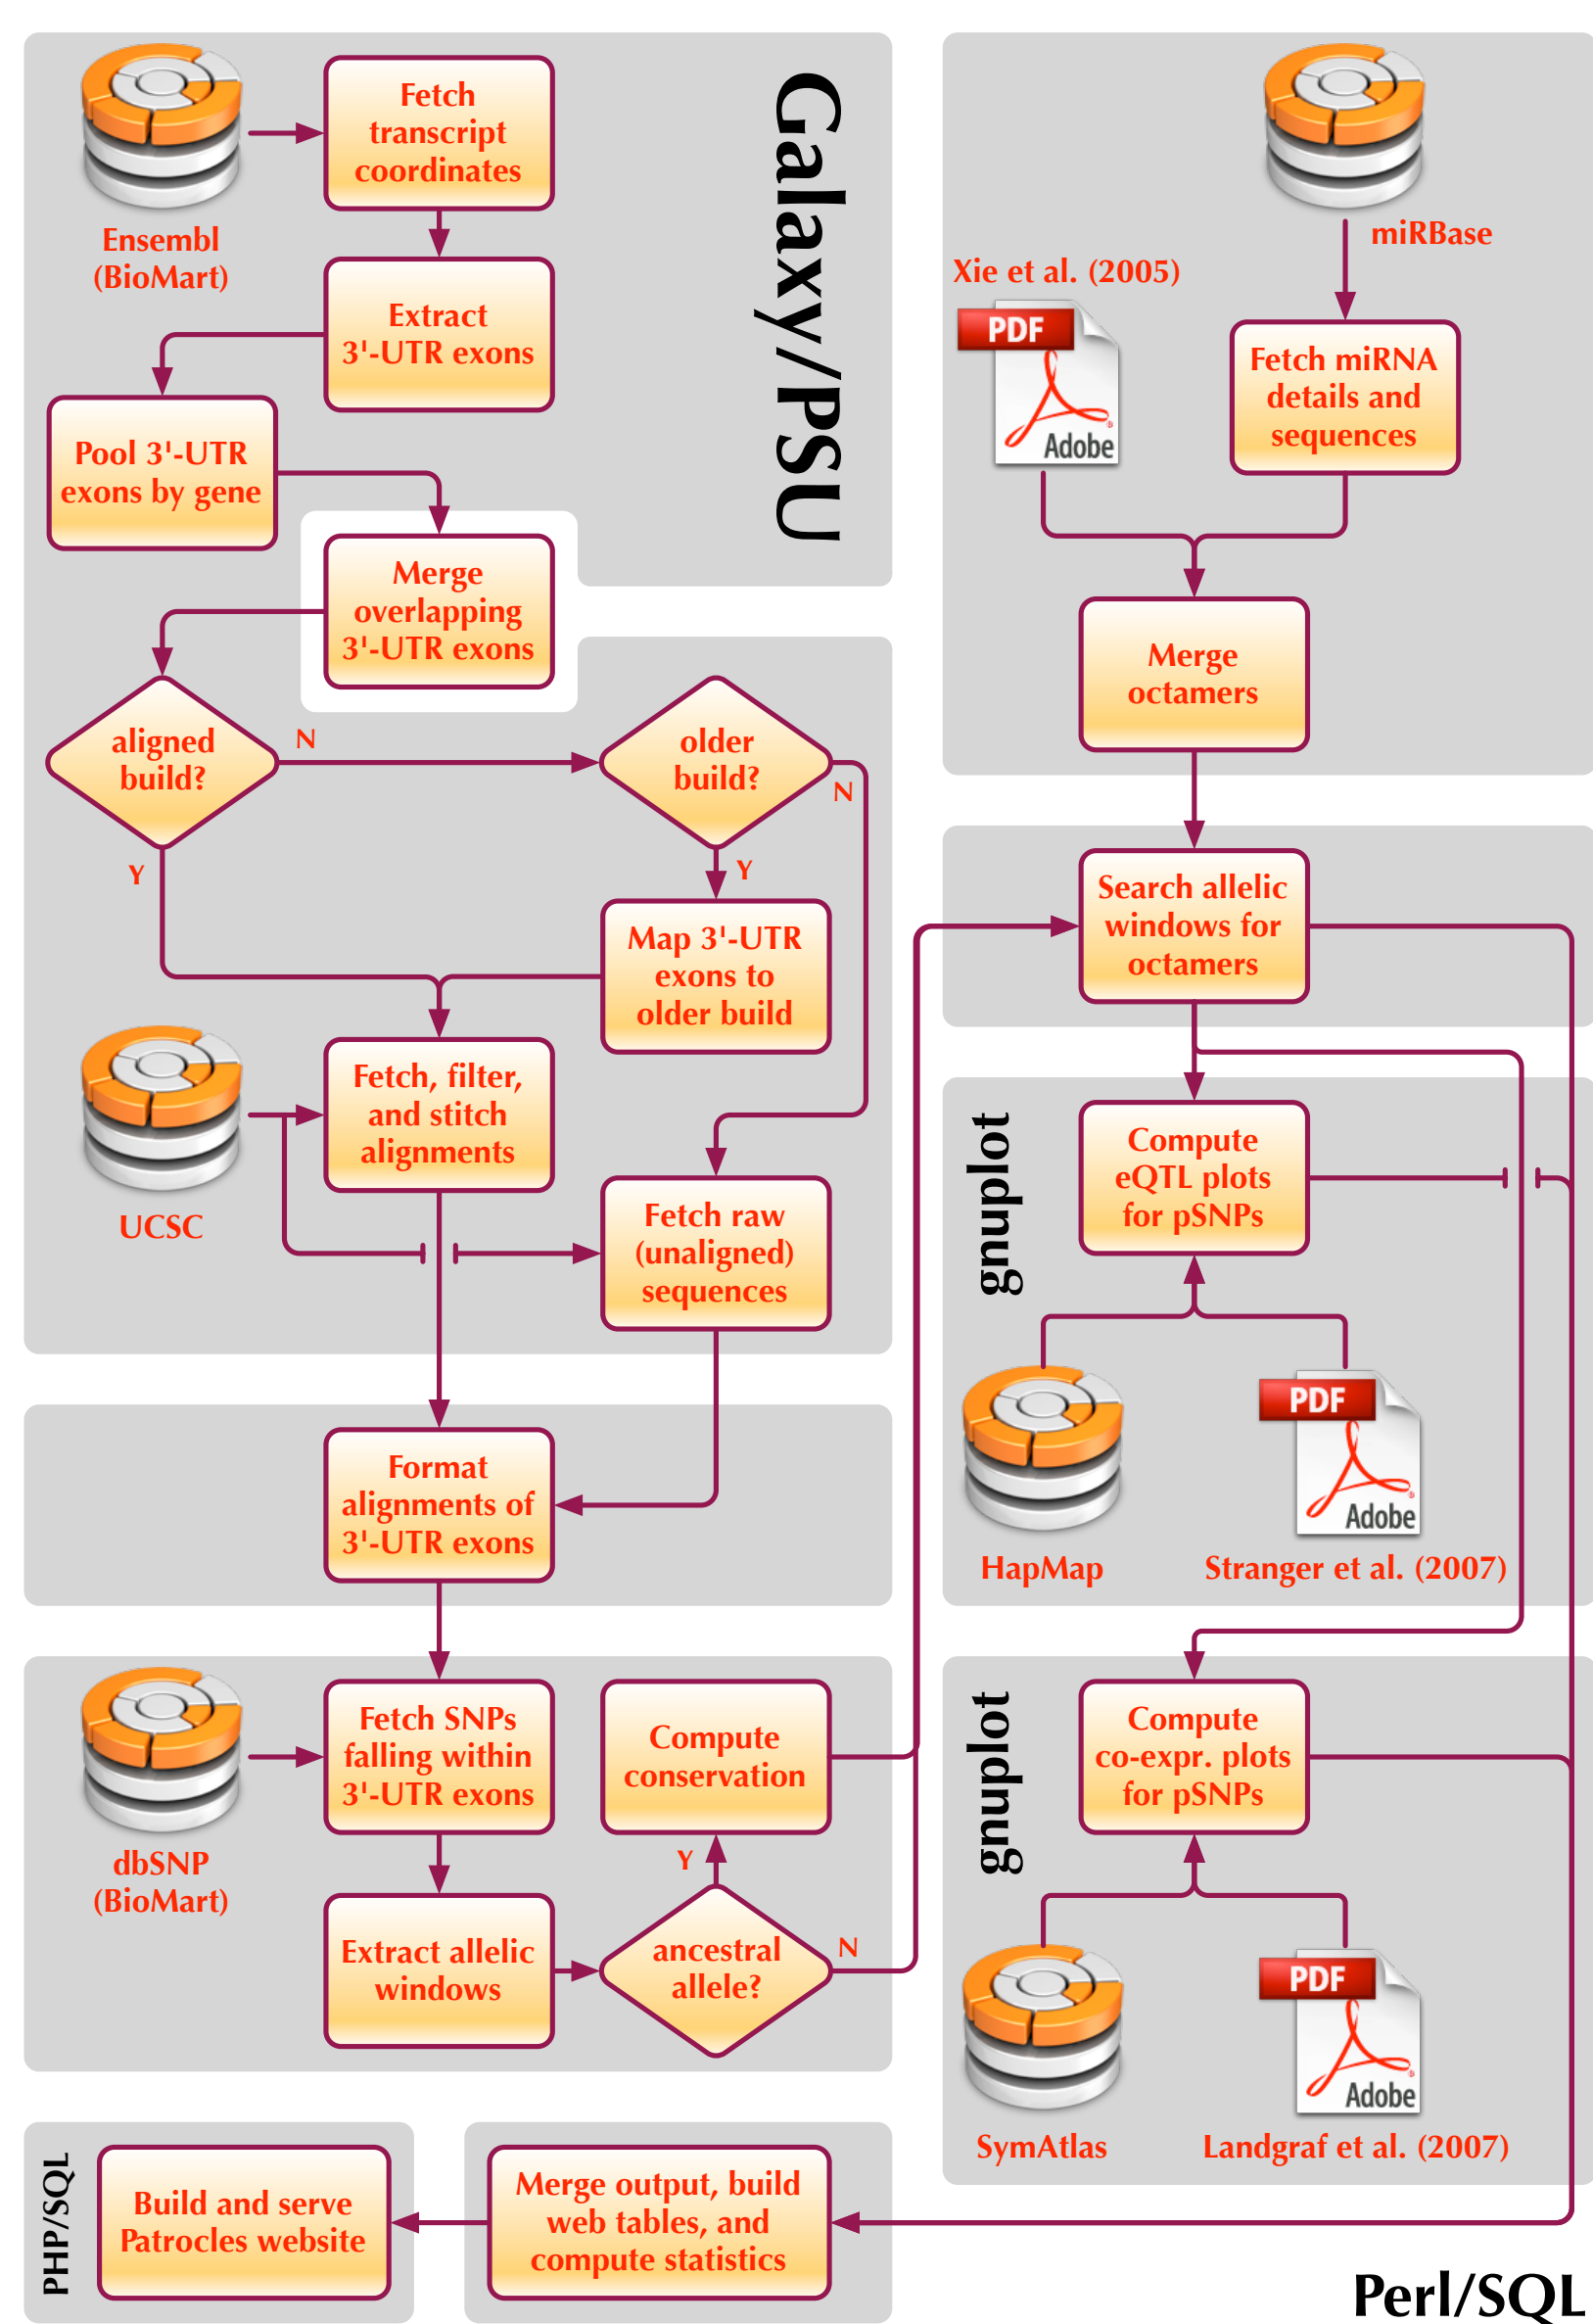 Fetch
transcript
coordinates
Ensembl
(BioMart)
Galaxy/PSU
Extract
3'-UTR exons
Pool 3'-UTR
exons by gene
Merge
overlapping
3'-UTR exons
aligned
build?
N
Y
older
build?
N
Y
Map 3'-UTR
exons to
older build
Fetch, filter,
and stitch
alignments
UCSC
Fetch raw
(unaligned)
sequences
Format
alignments of
3'-UTR exons
Fetch SNPs
falling within
3'-UTR exons
dbSNP
(BioMart)
Compute
conservation
Y
Extract allelic
windows
ancestral
allele?
N
miRBase
Xie et al. (2005)
PDF
Adobe
Fetch miRNA
details and
sequences
Merge
octamers
Search allelic
windows for
octamers
gnuplot
Compute
eQTL plots
for pSNPs
PDF
Adobe
HapMap
Stranger et al. (2007)
gnuplot
Compute
co-expr. plots
for pSNPs
PDF
Adobe
SymAtlas
Landgraf et al. (2007)
PHP/SQL
Build and serve
Patrocles website
Merge output, build
web tables, and
compute statistics
Perl/SQL